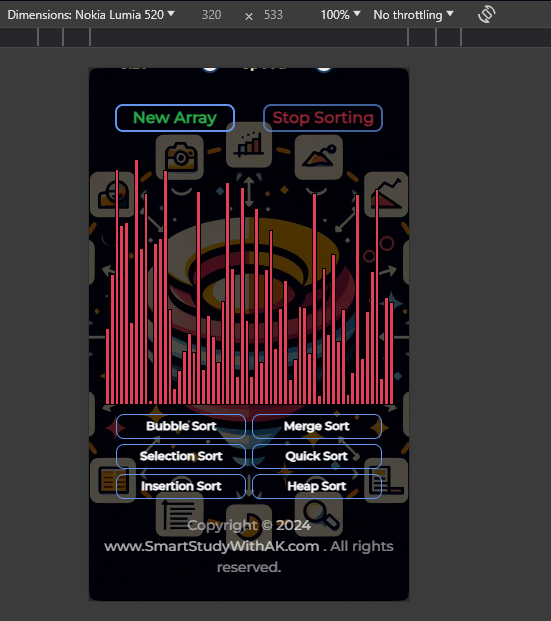 Dimensions: Nokia Lumia 520 ▼ 320 × 533 100% ▼ No throttling ▼
New Array Stop Sorting
Bubble Sort Merge Sort
Selection Sort Quick Sort
Insertion Sort Heap Sort
Copyright © 2024
www.SmartStudyWithAK.com . All rights
reserved.